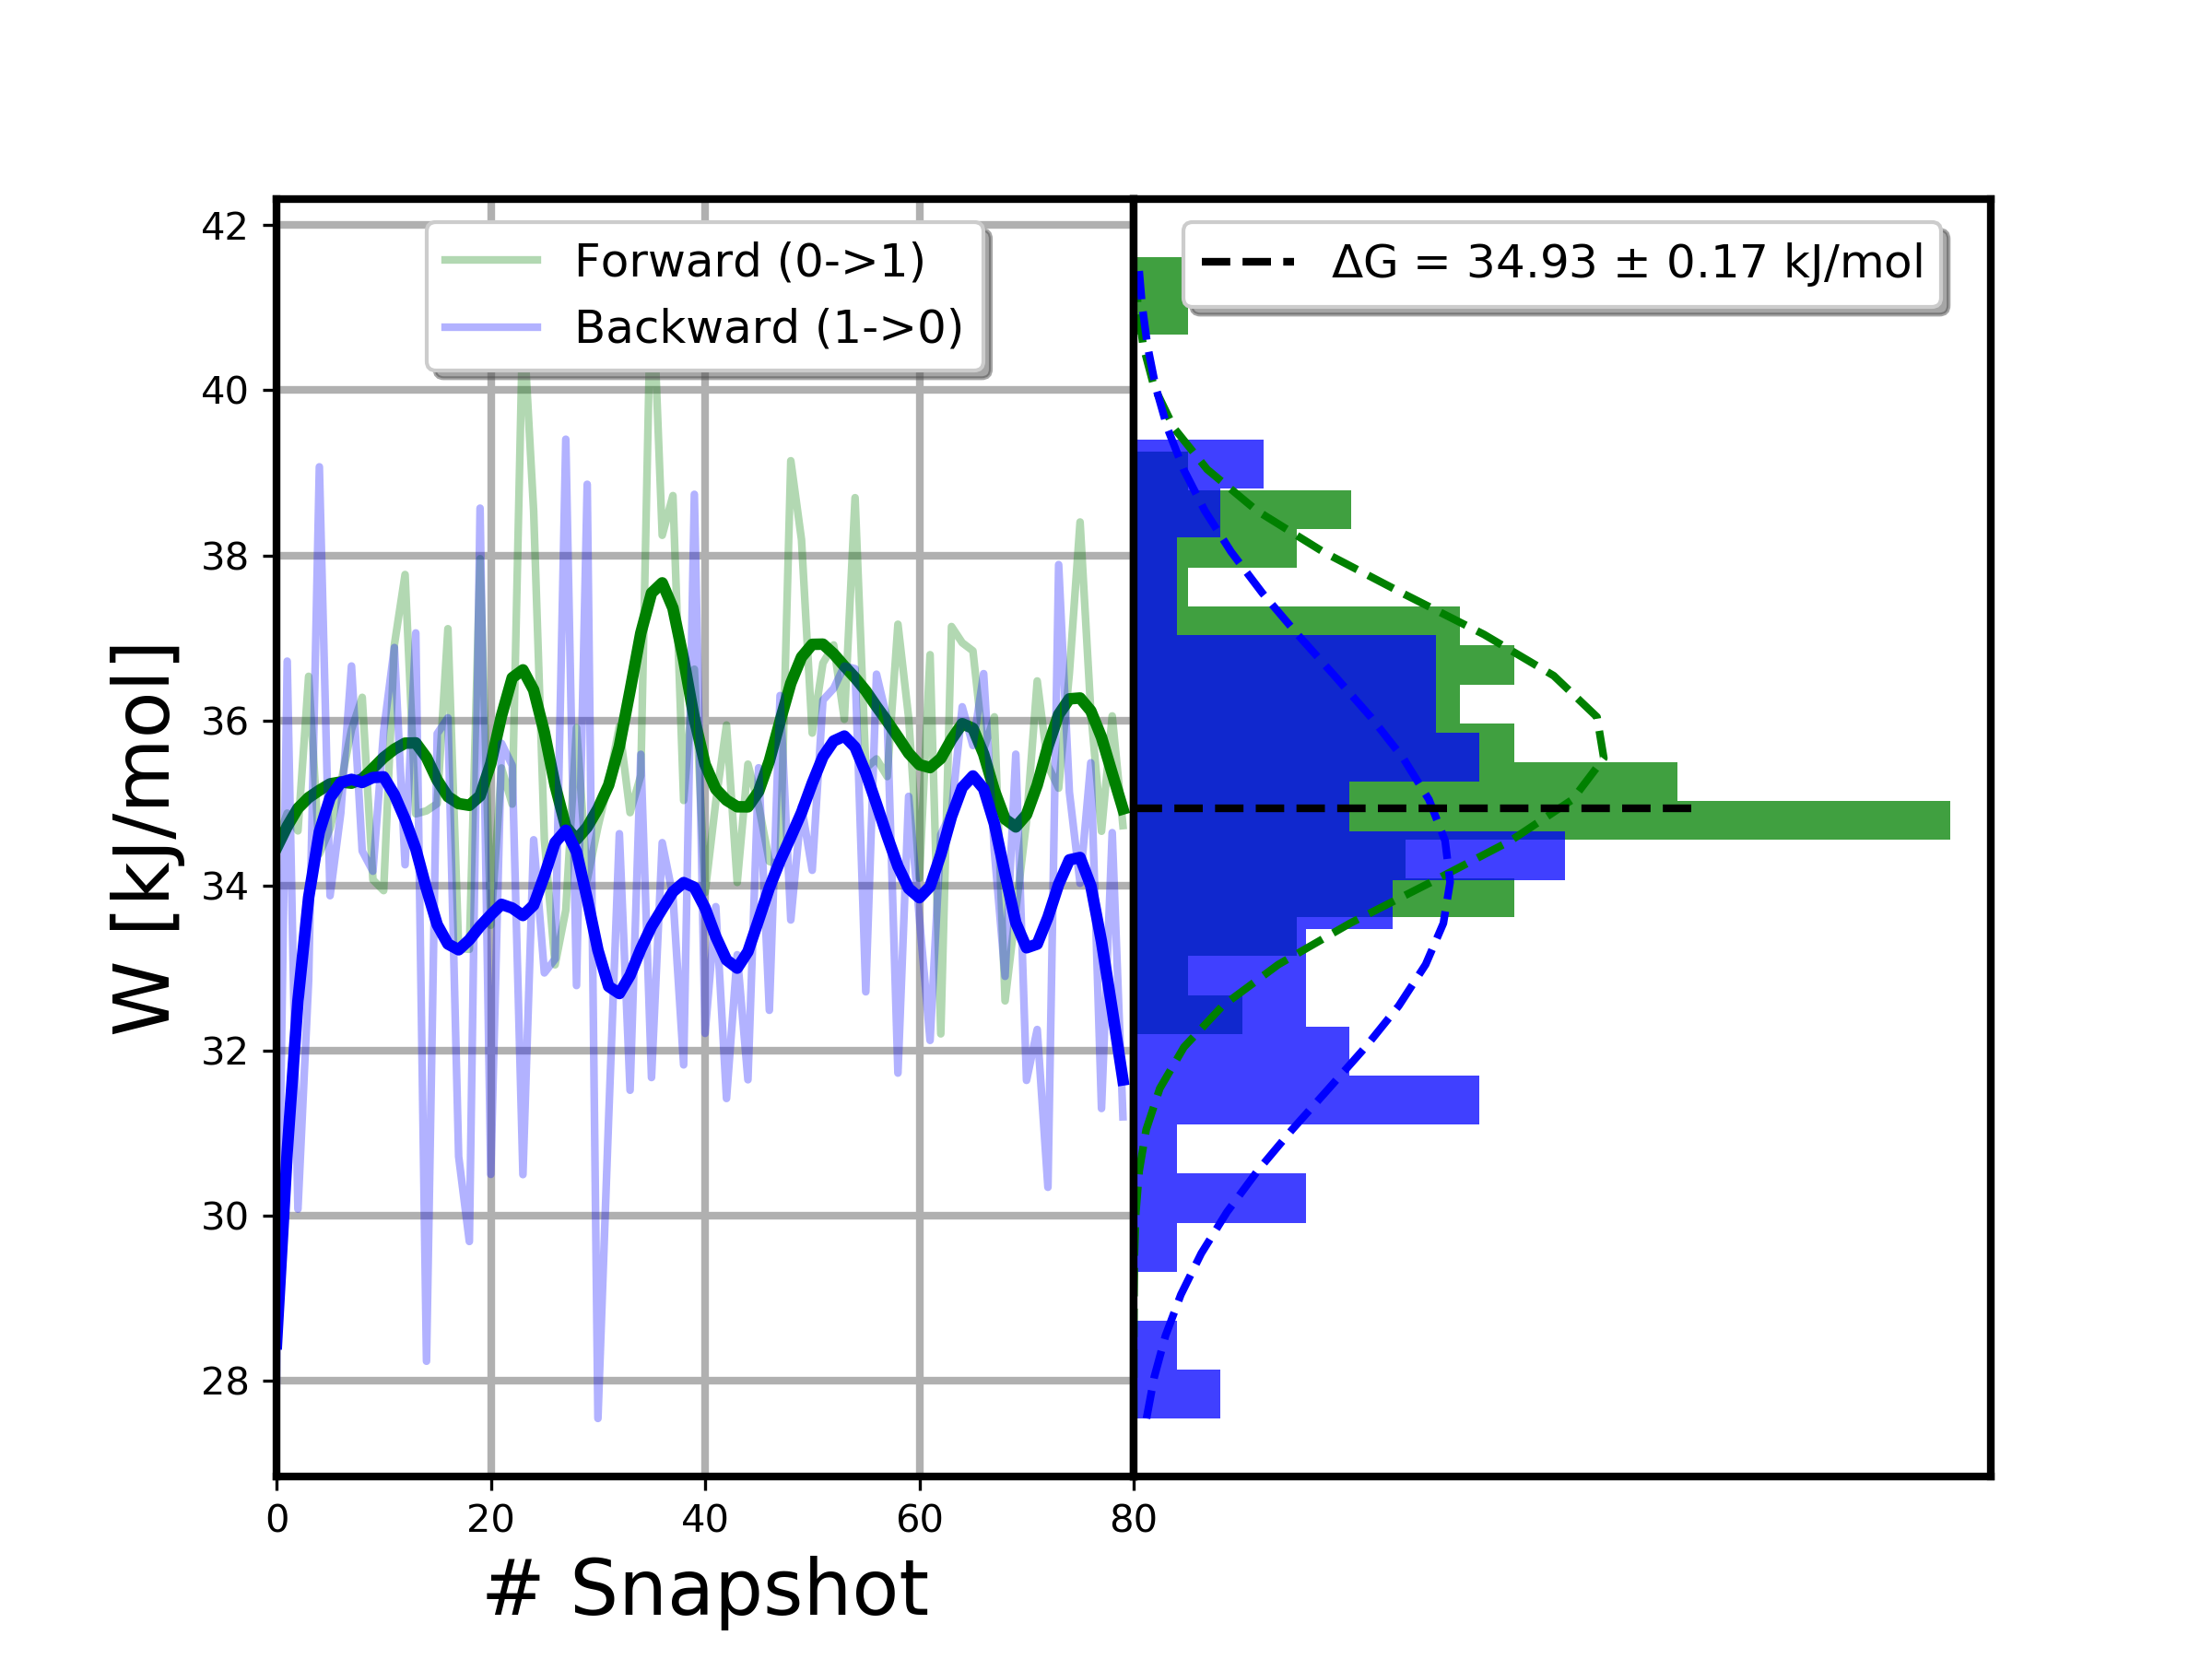 Forward (0->1)
Backward (1->0)
ΔG = 34.93 ± 0.17 kJ/mol
W [kJ/mol]
42
40
38
36
34
32
30
28
0 20 40 60 80
# Snapshot